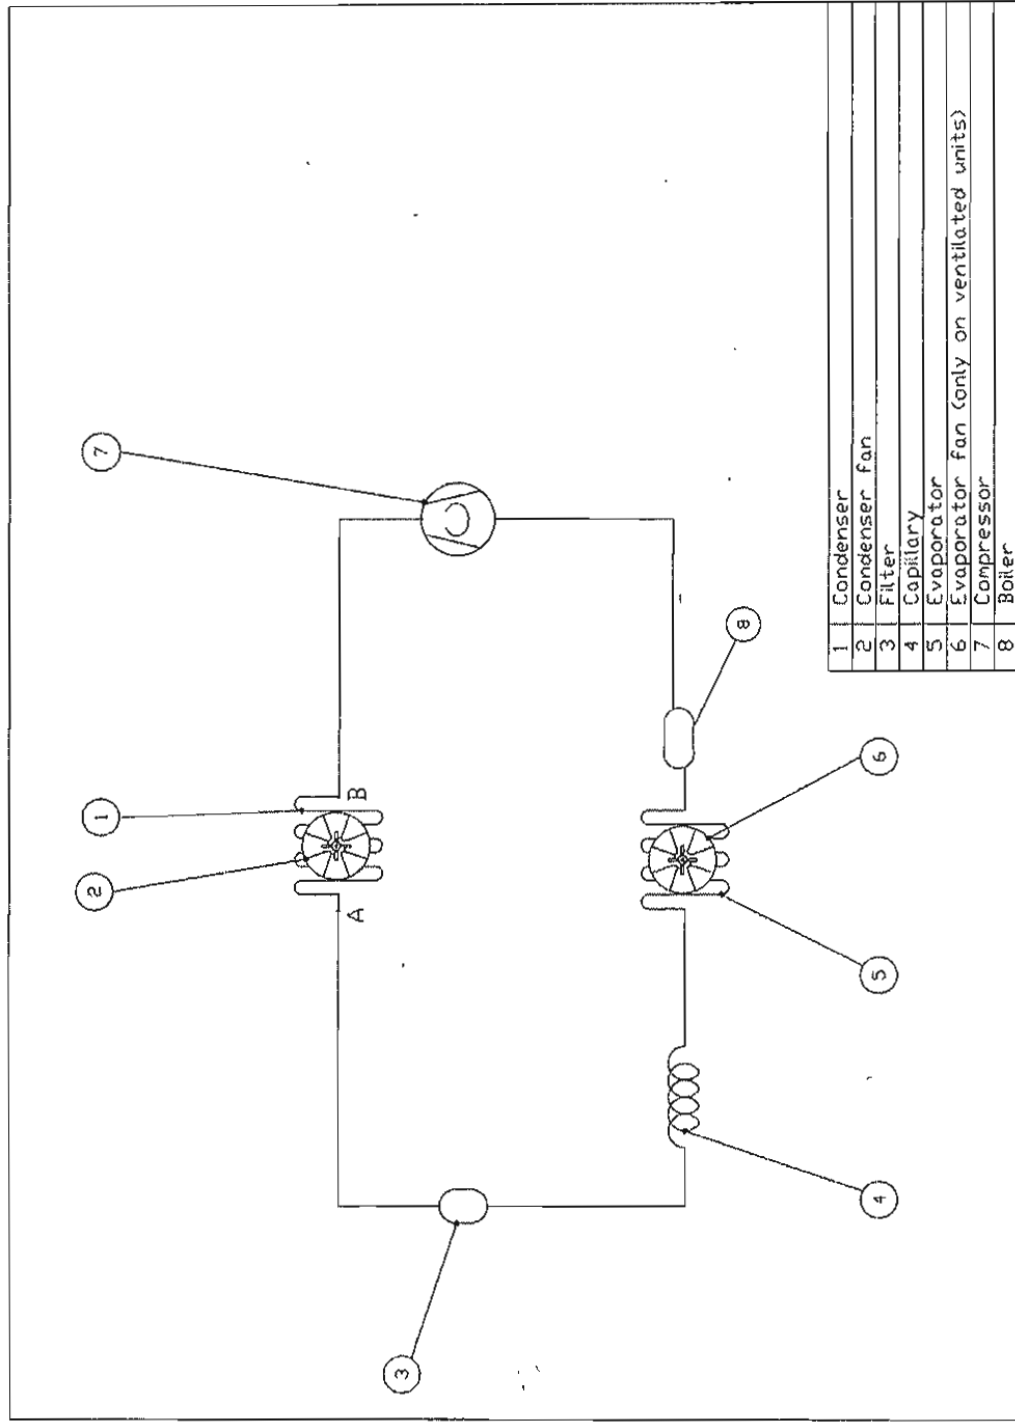 7
1
2
B
A
3
8
6
5
4
1 Condenser
2 Condenser fan
3 Filter
4 Capillary
5 Evaporator
6 Evaporator fan (only on ventilated units)
7 Compressor
8 Boiler